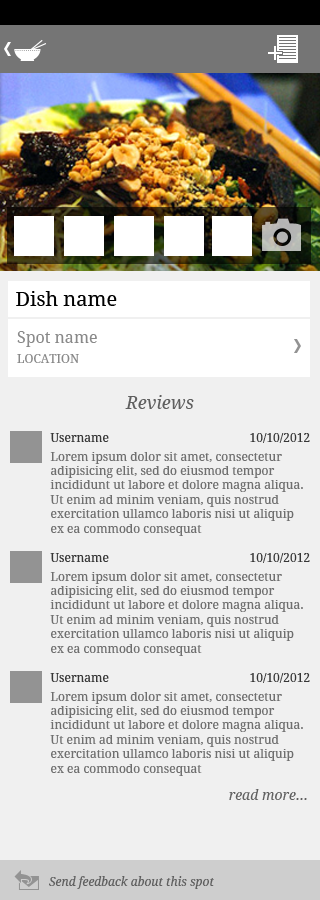 Dish name
Spot name
LOCATION
Reviews
Username 10/10/2012
Lorem ipsum dolor sit amet, consectetur
adipisicing elit, sed do eiusmod tempor
incididunt ut labore et dolore magna aliqua.
Ut enim ad minim veniam, quis nostrud
exercitation ullamco laboris nisi ut aliquip
ex ea commodo consequat
Username 10/10/2012
Lorem ipsum dolor sit amet, consectetur
adipisicing elit, sed do eiusmod tempor
incididunt ut labore et dolore magna aliqua.
Ut enim ad minim veniam, quis nostrud
exercitation ullamco laboris nisi ut aliquip
ex ea commodo consequat
Username 10/10/2012
Lorem ipsum dolor sit amet, consectetur
adipisicing elit, sed do eiusmod tempor
incididunt ut labore et dolore magna aliqua.
Ut enim ad minim veniam, quis nostrud
exercitation ullamco laboris nisi ut aliquip
ex ea commodo consequat
read more...
Send feedback about this spot